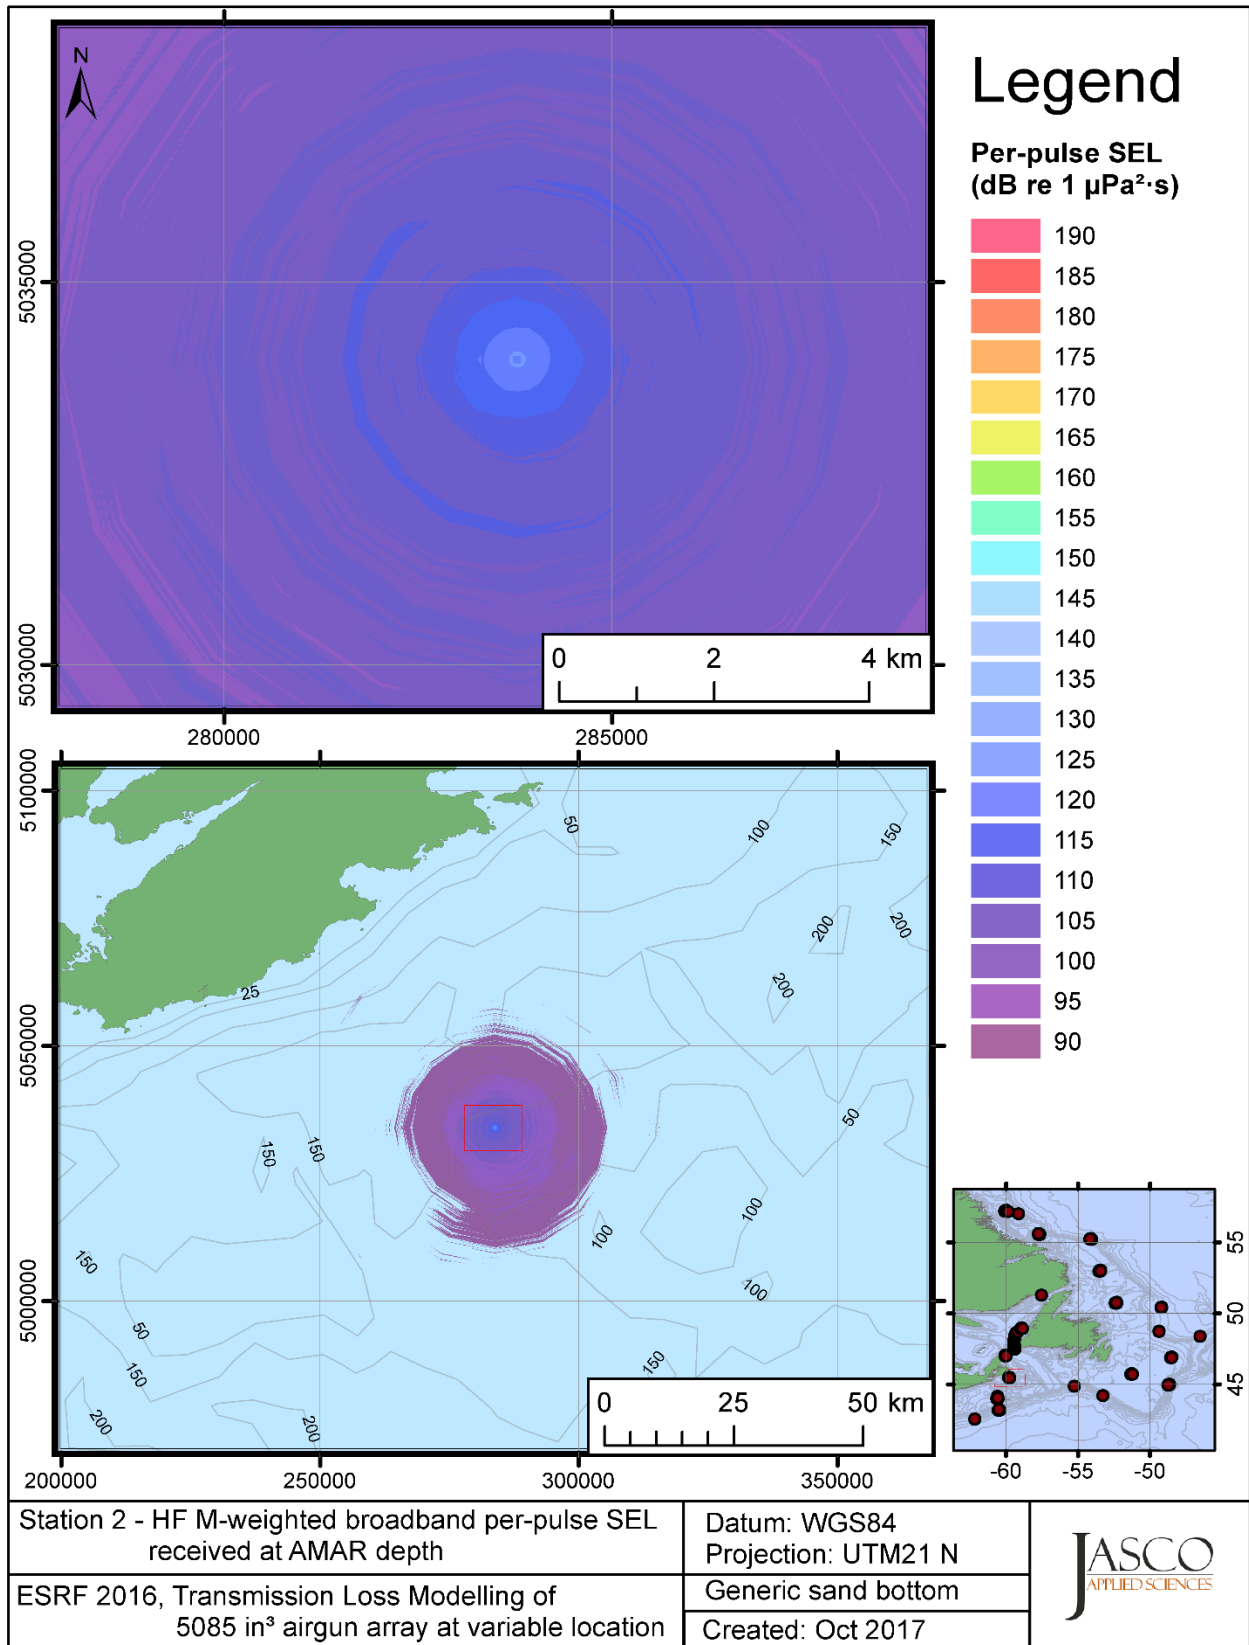 N
5035000
5030000
0 2 4 km
280000 285000
Legend
Per-pulse SEL
(dB re 1 µPa²·s)
190
185
180
175
170
165
160
155
150
145
140
135
130
125
120
115
110
105
100
95
90
5100000
5050000
5000000
50
100
150
200
200
200
25
150
150
50
100
100
100
150
50
150
200
200
150
0 25 50 km
200000 250000 300000 350000
55
50
45
-60 -55 -50
Station 2 - HF M-weighted broadband per-pulse SEL
received at AMAR depth
ESRF 2016, Transmission Loss Modelling of
5085 in³ airgun array at variable location
Datum: WGS84
Projection: UTM21 N
Generic sand bottom
Created: Oct 2017
JASCO
APPLIED SCIENCES